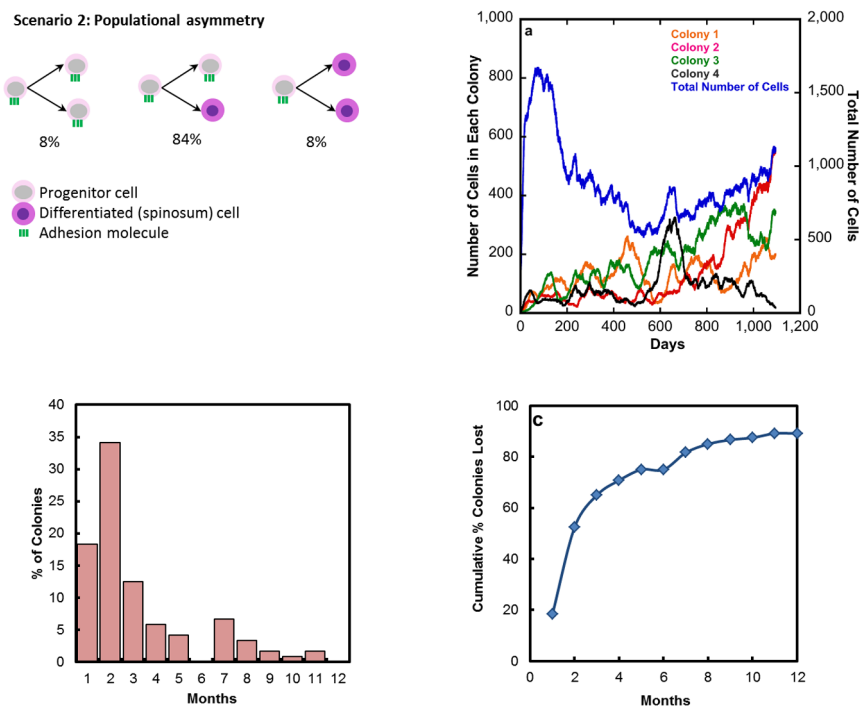 Scenario 2: Populational asymmetry
8%
84%
8%
Progenitor cell
Differentiated (spinosum) cell
Adhesion molecule
a
Colony 1
Colony 2
Colony 3
Colony 4
Total Number of Cells
Number of Cells in Each Colony
1,000
800
600
400
200
0
2,000
1,500
1,000
500
0
Total Number of Cells
0 200 400 600 800 1,000 1,200
Days
% of Colonies
40
35
30
25
20
15
10
5
0
1 2 3 4 5 6 7 8 9 10 11 12
Months
c
Cumulative % Colonies Lost
100
80
60
40
20
0
0 2 4 6 8 10 12
Months